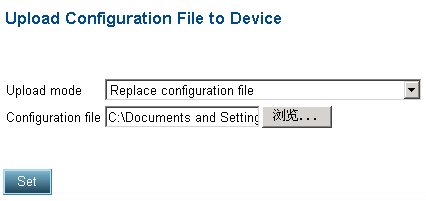 Upload Configuration File to Device
Upload mode Replace configuration file
Configuration file C:\Documents and Setting 浏览...
Set